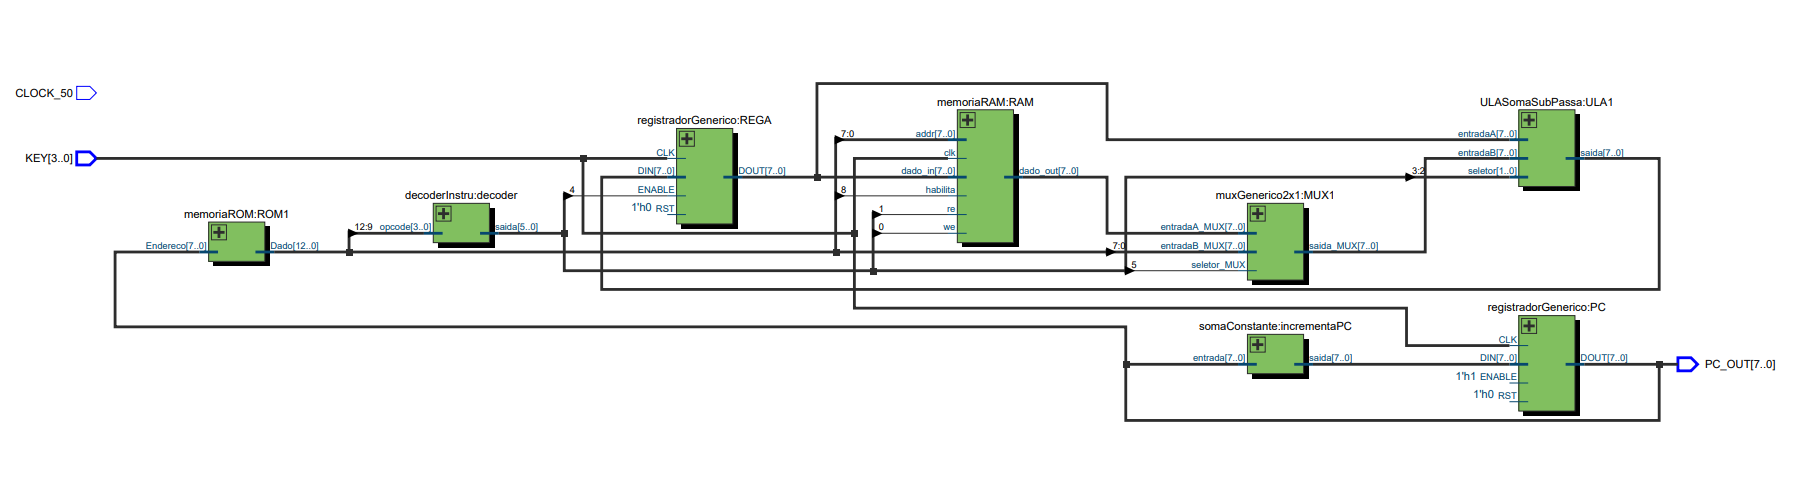 CLOCK_50
KEY[3..0]
memoriaROM:ROM1
Endereco[7..0]
Dado[12..0]
12:9
decoderInstru:decoder
opcode[3..0]
saida[5..0]
4
registradorGenerico:REGA
CLK
DIN[7..0]
ENABLE
1'h0 RST
DOUT[7..0]
memoriaRAM:RAM
7:0
addr[7..0]
clk
dado_in[7..0]
8
habilita
1
re
0
we
dado_out[7..0]
7:0
5
muxGenerico2x1:MUX1
entradaA_MUX[7..0]
entradaB_MUX[7..0]
seletor_MUX
saida_MUX[7..0]
3:2
ULASomaSubPassa:ULA1
entradaA[7..0]
entradaB[7..0]
seletor[1..0]
saida[7..0]
somaConstante:incrementaPC
entrada[7..0]
saida[7..0]
registradorGenerico:PC
CLK
DIN[7..0]
1'h1 ENABLE
1'h0 RST
DOUT[7..0]
PC_OUT[7..0]